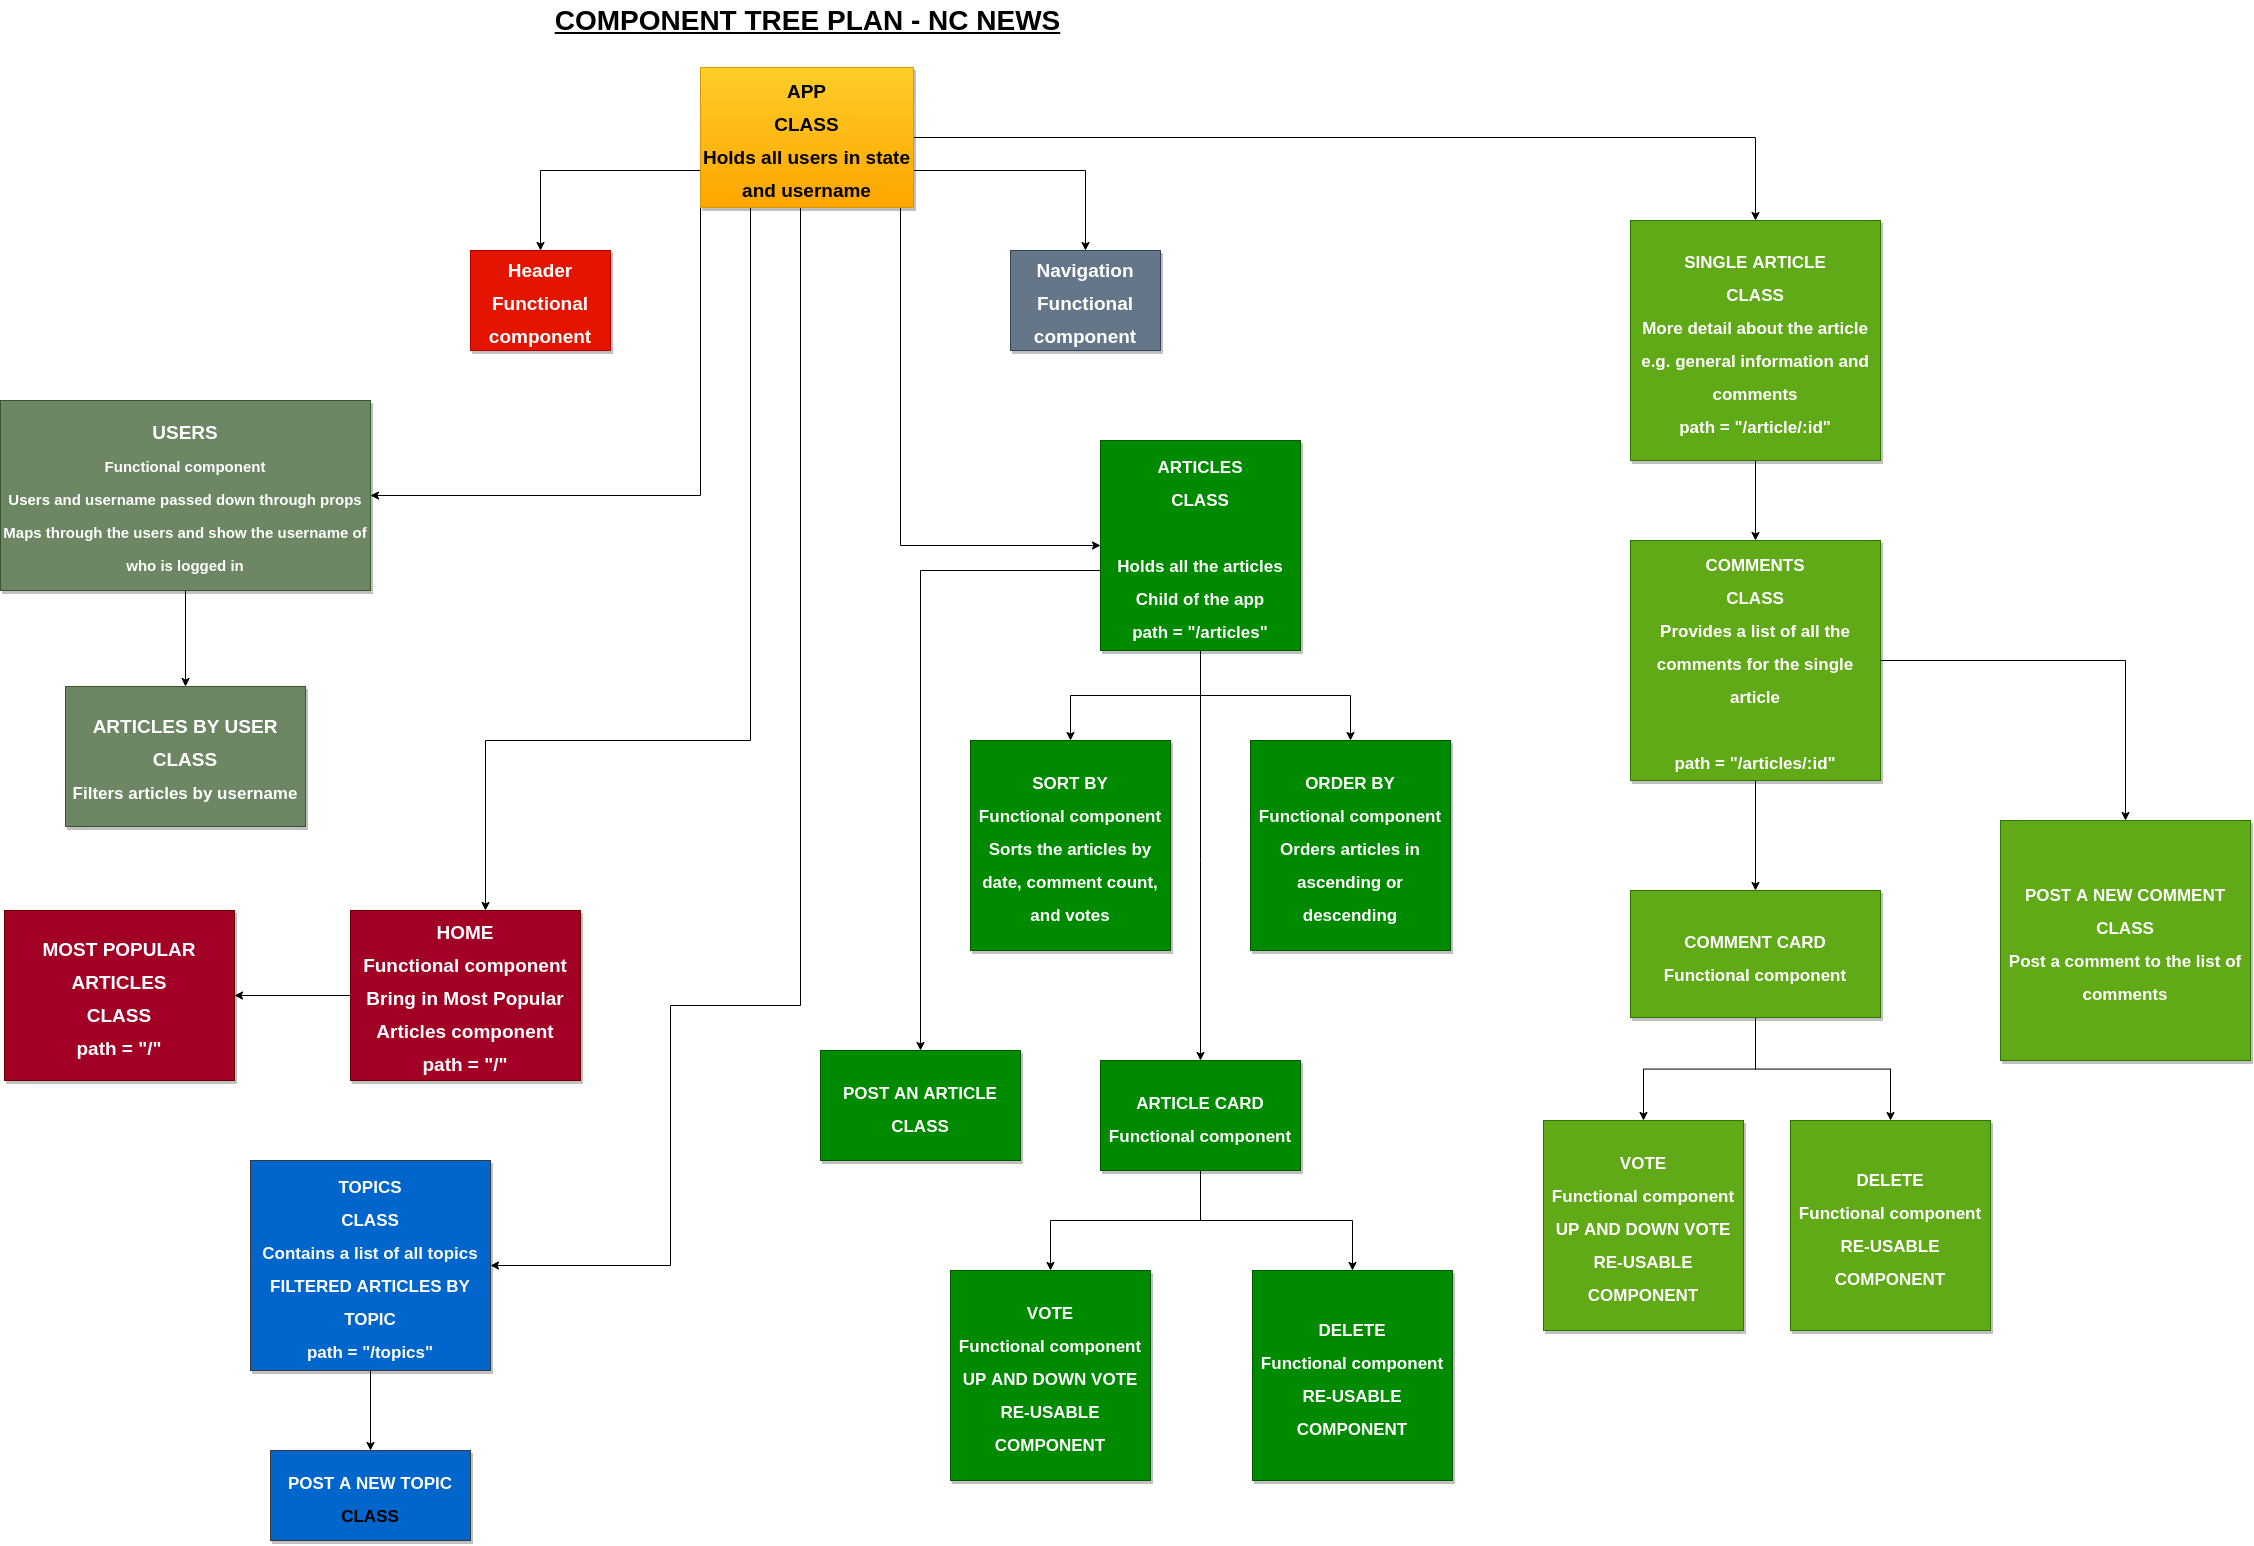 COMPONENT TREE PLAN - NC NEWS
APP
CLASS
Holds all users in state
and username
Header
Functional
component
Navigation
Functional
component
SINGLE ARTICLE
CLASS
More detail about the article
e.g. general information and
comments
path = "/article/:id"
USERS
Functional component
Users and username passed down through props
Maps through the users and show the username of
who is logged in
ARTICLES
CLASS
Holds all the articles
Child of the app
path = "/articles"
COMMENTS
CLASS
Provides a list of all the
comments for the single
article
path = "/articles/:id"
ARTICLES BY USER
CLASS
Filters articles by username
SORT BY
Functional component
Sorts the articles by
date, comment count,
and votes
ORDER BY
Functional component
Orders articles in
ascending or
descending
POST A NEW COMMENT
CLASS
Post a comment to the list of
comments
MOST POPULAR
ARTICLES
CLASS
path = "/"
HOME
Functional component
Bring in Most Popular
Articles component
path = "/"
COMMENT CARD
Functional component
POST AN ARTICLE
CLASS
ARTICLE CARD
Functional component
VOTE
Functional component
UP AND DOWN VOTE
RE-USABLE
COMPONENT
DELETE
Functional component
RE-USABLE
COMPONENT
TOPICS
CLASS
Contains a list of all topics
FILTERED ARTICLES BY
TOPIC
path = "/topics"
VOTE
Functional component
UP AND DOWN VOTE
RE-USABLE
COMPONENT
DELETE
Functional component
RE-USABLE
COMPONENT
POST A NEW TOPIC
CLASS